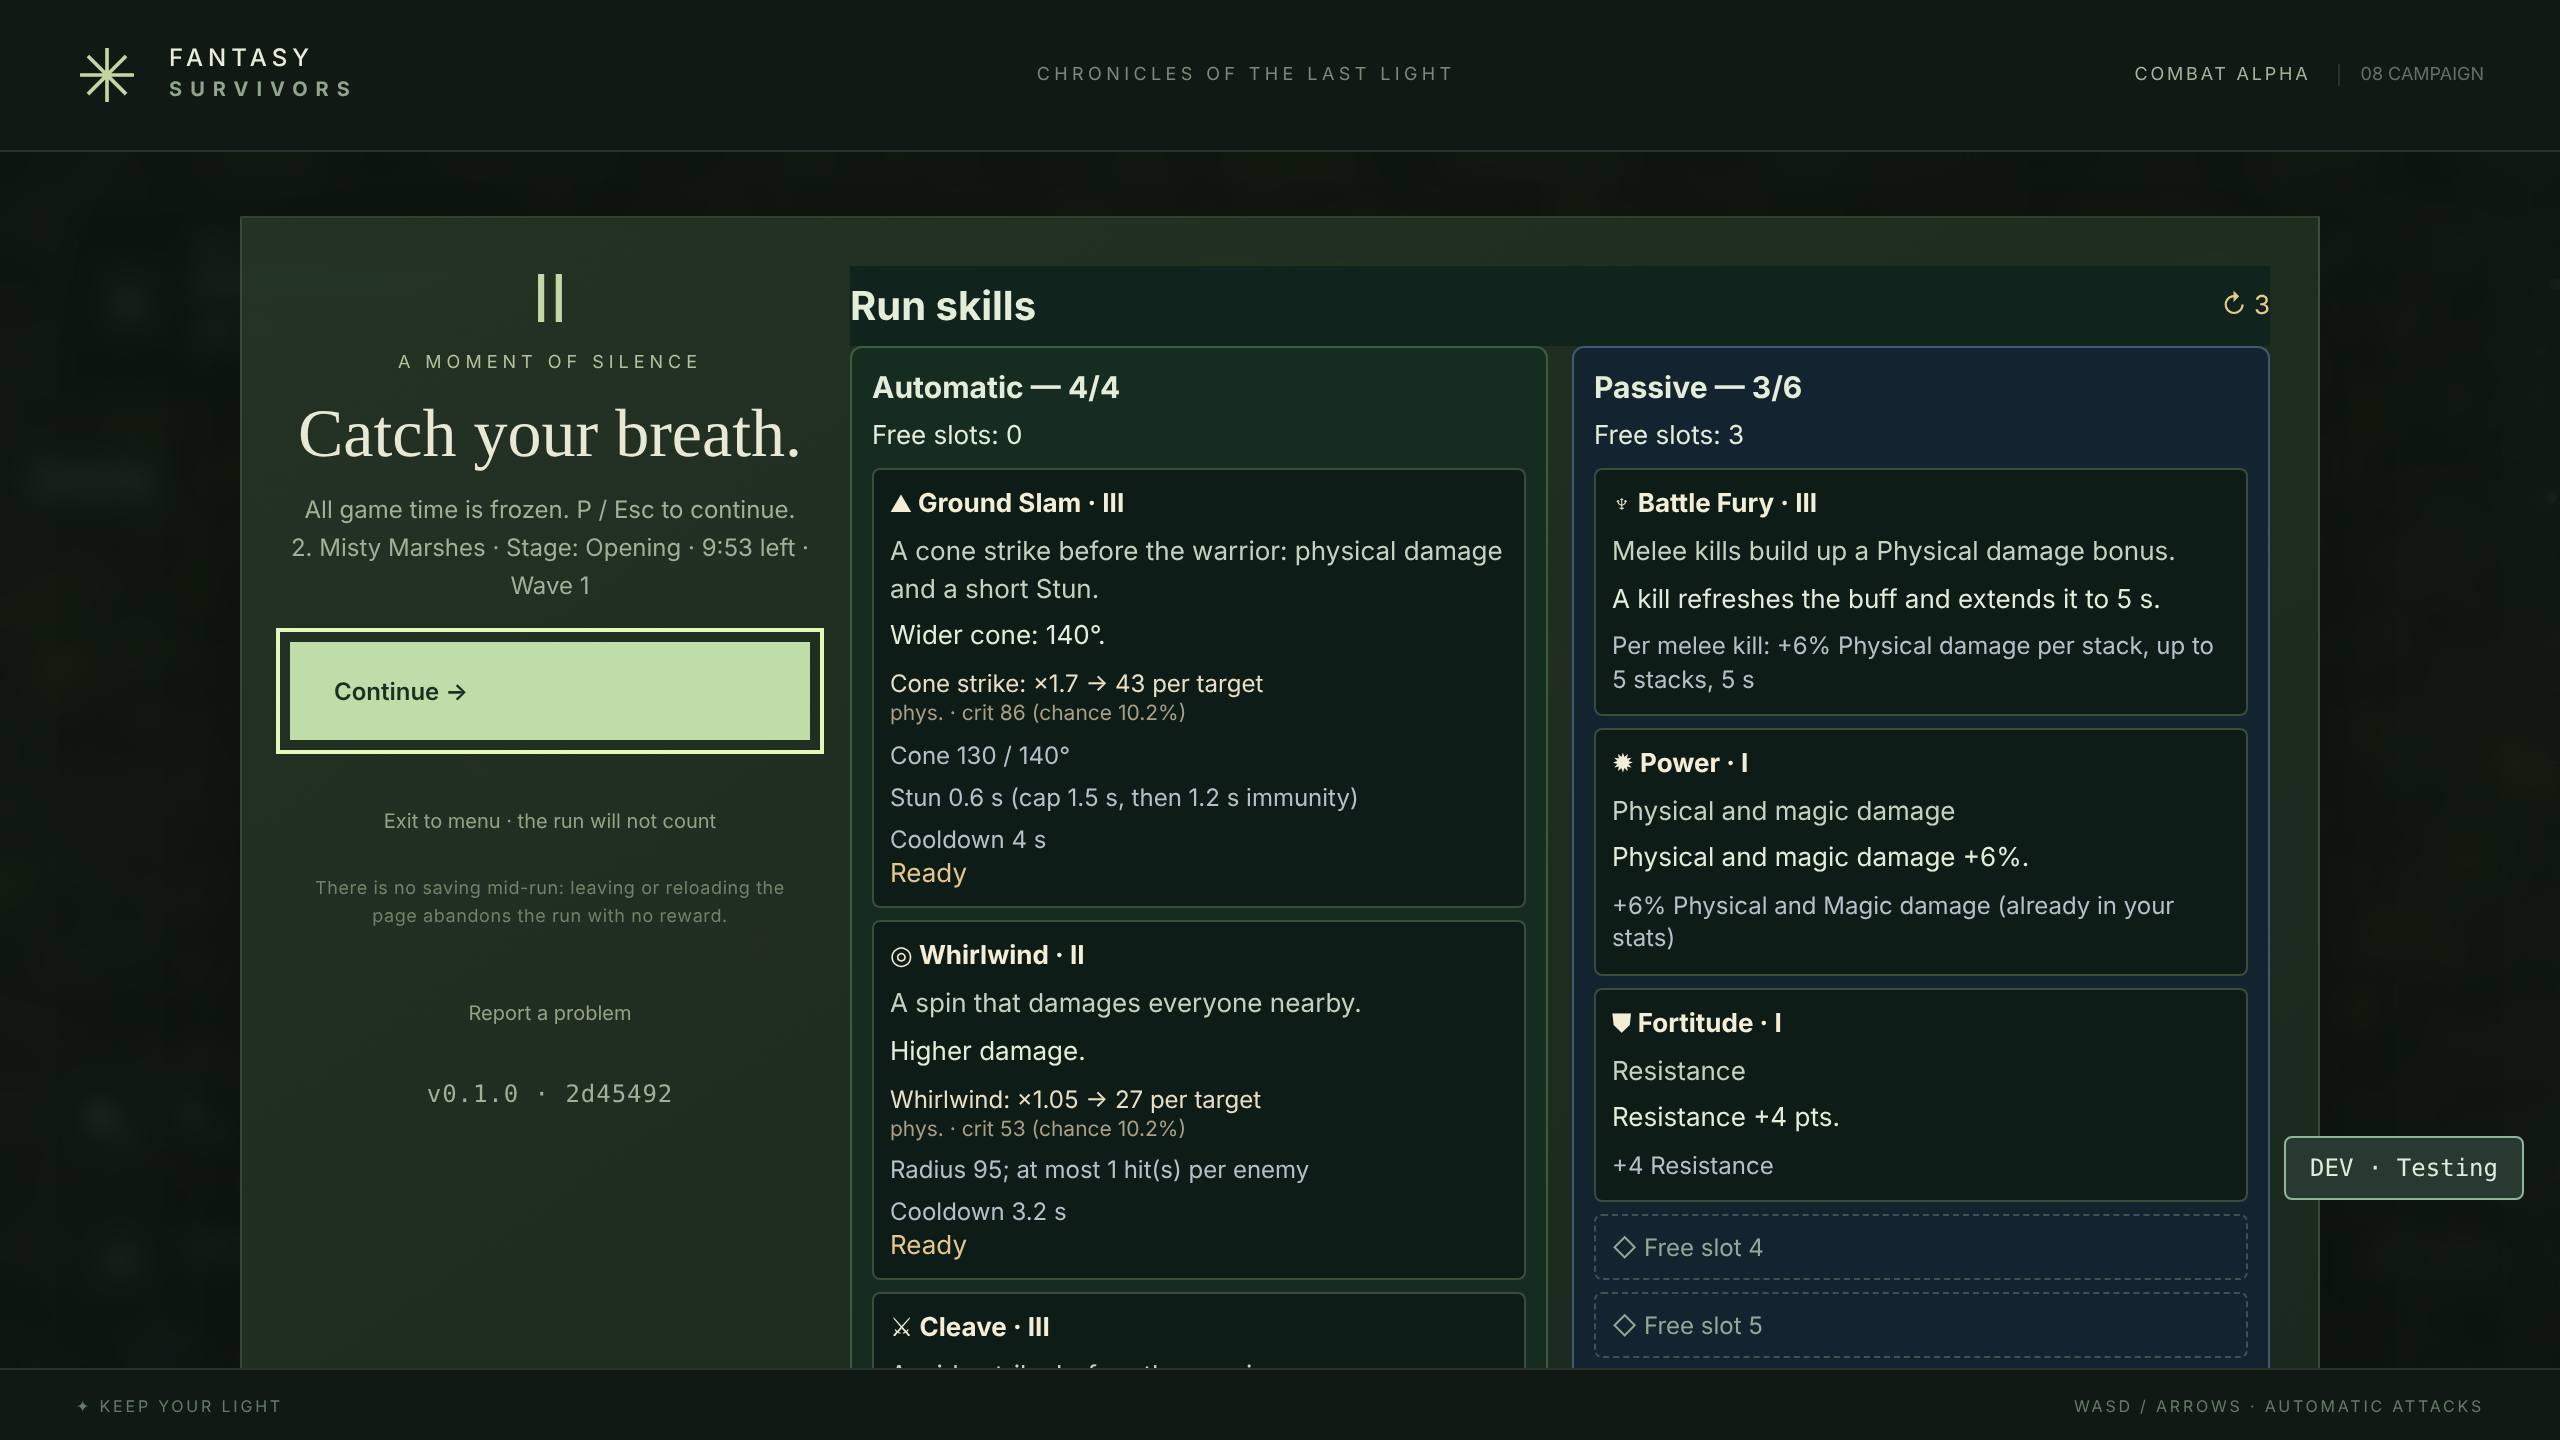 FANTASY
SURVIVORS
CHRONICLES OF THE LAST LIGHT
COMBAT ALPHA
08 CAMPAIGN
A MOMENT OF SILENCE
Catch your breath.
All game time is frozen. P / Esc to continue.
2. Misty Marshes · Stage: Opening · 9:53 left ·
Wave 1
Continue →
Exit to menu · the run will not count
There is no saving mid-run: leaving or reloading the
page abandons the run with no reward.
Report a problem
v0.1.0 · 2d45492
Run skills
↻ 3
Automatic — 4/4
Free slots: 0
▲ Ground Slam · III
A cone strike before the warrior: physical damage
and a short Stun.
Wider cone: 140°.
Cone strike: ×1.7 → 43 per target
phys. · crit 86 (chance 10.2%)
Cone 130 / 140°
Stun 0.6 s (cap 1.5 s, then 1.2 s immunity)
Cooldown 4 s
Ready
◎ Whirlwind · II
A spin that damages everyone nearby.
Higher damage.
Whirlwind: ×1.05 → 27 per target
phys. · crit 53 (chance 10.2%)
Radius 95; at most 1 hit(s) per enemy
Cooldown 3.2 s
Ready
⚔ Cleave · III
Passive — 3/6
Free slots: 3
♆ Battle Fury · III
Melee kills build up a Physical damage bonus.
A kill refreshes the buff and extends it to 5 s.
Per melee kill: +6% Physical damage per stack, up to
5 stacks, 5 s
✹ Power · I
Physical and magic damage
Physical and magic damage +6%.
+6% Physical and Magic damage (already in your
stats)
⛊ Fortitude · I
Resistance
Resistance +4 pts.
+4 Resistance
◇ Free slot 4
◇ Free slot 5
DEV · Testing
✦ KEEP YOUR LIGHT
WASD / ARROWS · AUTOMATIC ATTACKS